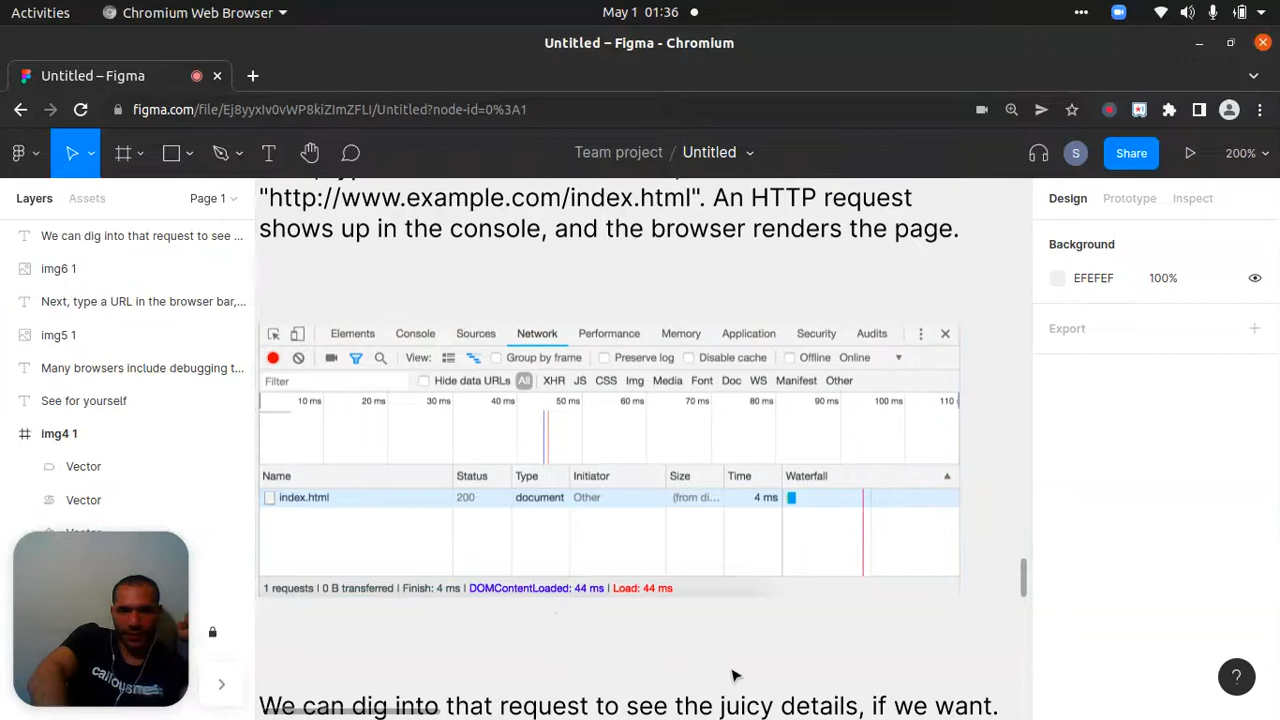 Activities
Chromium Web Browser
May 1 01:36
Untitled – Figma - Chromium
Untitled – Figma
figma.com/file/Ej8yyxIv0vWP8kiZImZFLI/Untitled?node-id=0%3A1
Team project / Untitled
S
Share
200%
Layers
Assets
Page 1
We can dig into that request to see ...
img6 1
Next, type a URL in the browser bar,...
img5 1
Many browsers include debugging t...
See for yourself
img4 1
Vector
Vector
"http://www.example.com/index.html". An HTTP request
shows up in the console, and the browser renders the page.
Elements Console Sources Network Performance Memory Application Security Audits
View: Group by frame Preserve log Disable cache Offline Online
Filter Hide data URLs All XHR JS CSS Img Media Font Doc WS Manifest Other
10 ms 20 ms 30 ms 40 ms 50 ms 60 ms 70 ms 80 ms 90 ms 100 ms 110
Name Status Type Initiator Size Time Waterfall
index.html 200 document Other (from di... 4 ms
1 requests | 0 B transferred | Finish: 4 ms | DOMContentLoaded: 44 ms | Load: 44 ms
We can dig into that request to see the juicy details, if we want.
Design
Prototype
Inspect
Background
EFEFEF 100%
Export
?